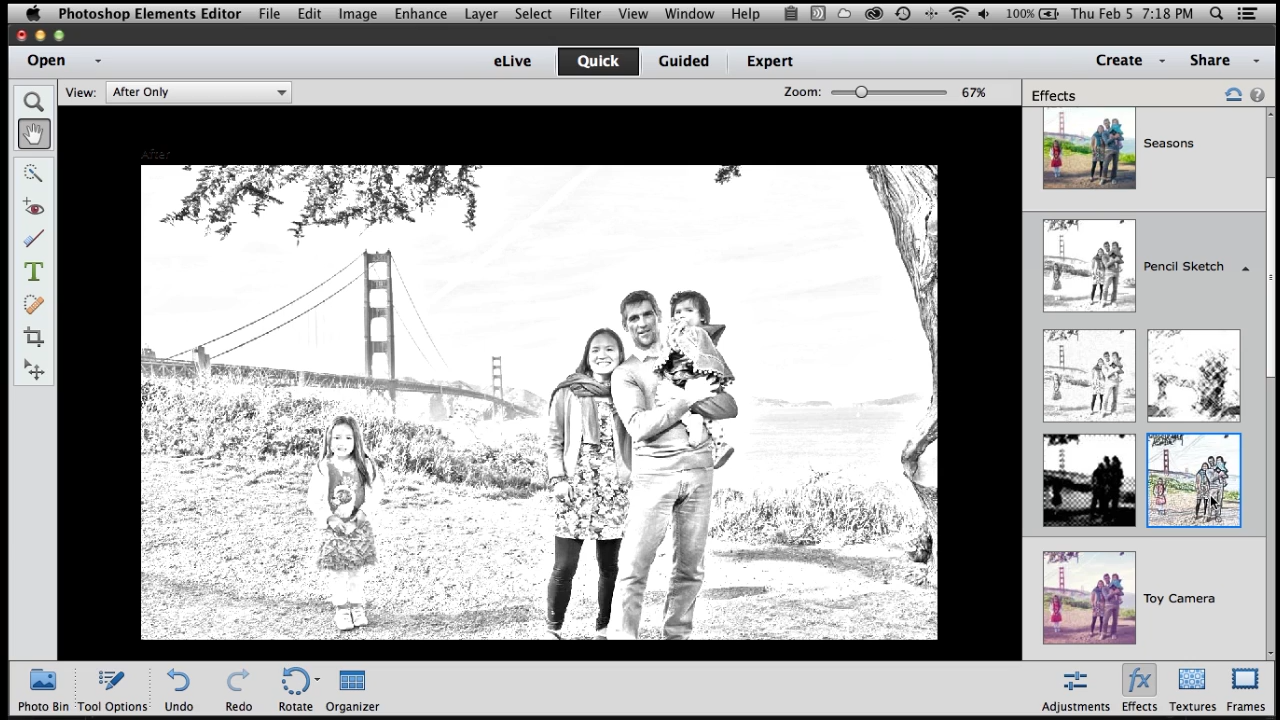 Photoshop Elements Editor File Edit Image Enhance Layer Select Filter View Window Help 100% Thu Feb 5 7:18 PM
Open eLive Quick Guided Expert Create Share
View: After Only Zoom: 67% Effects
After
Seasons
Pencil Sketch
Toy Camera
Photo Bin Tool Options Undo Redo Rotate Organizer Adjustments Effects Textures Frames